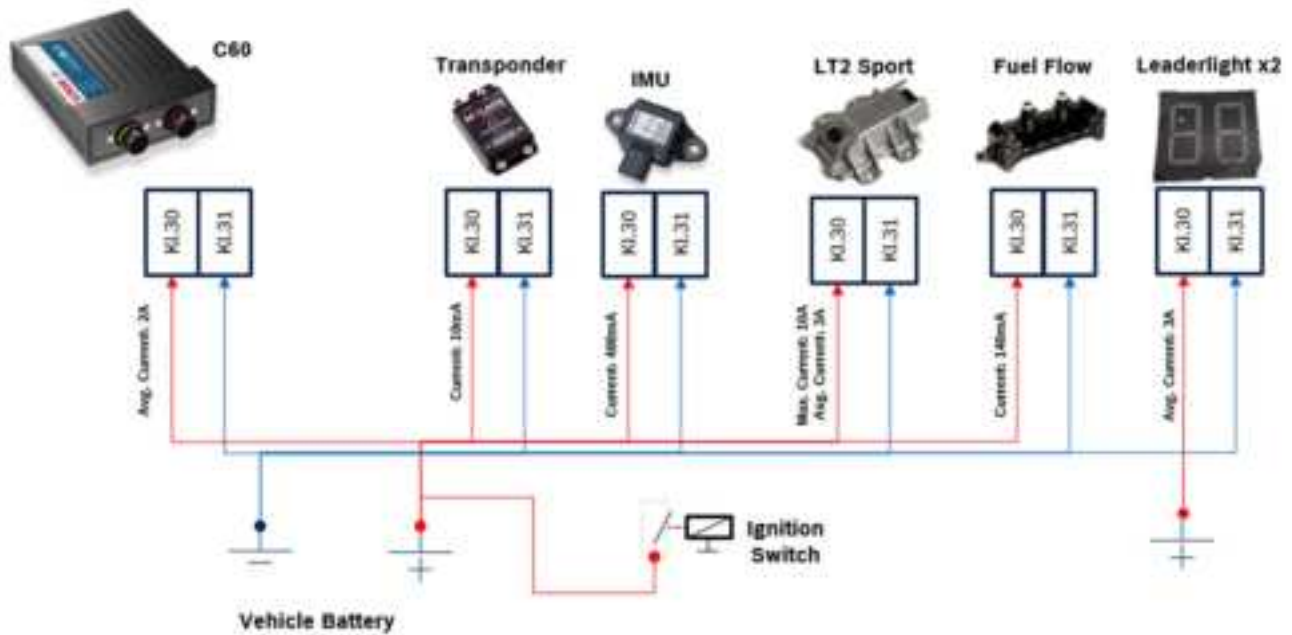 C60
Transponder
IMU
LT2 Sport
Fuel Flow
Leaderlight x2
Kl.30
Kl.31
Kl.30
Kl.31
Kl.30
Kl.31
Kl.30
Kl.31
Kl.30
Kl.31
Kl.30
Kl.31
Avg. Current: 2A
Current:
Current: 400mA
Max. Current: 10A
Avg. Current: 3A
Current: 140mA
Avg. Current: 3A
Ignition
Switch
Vehicle Battery